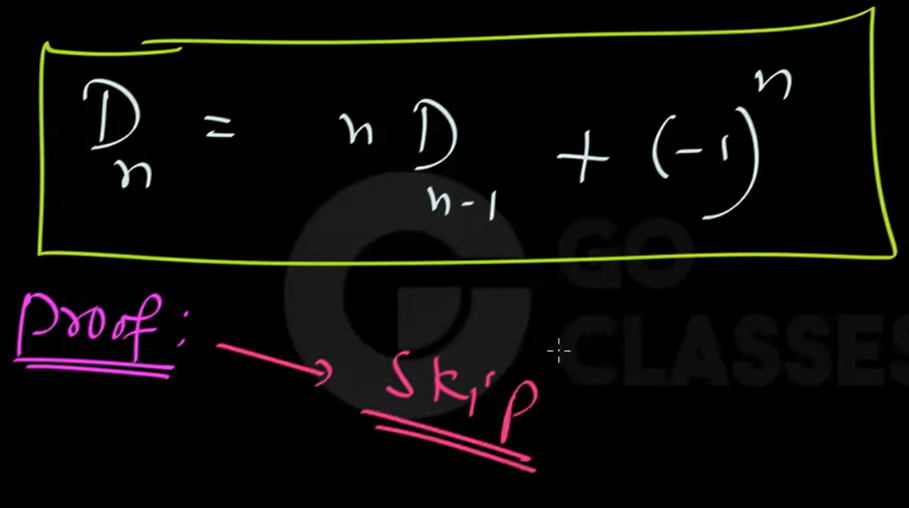 D_n = n D_{n-1} + (-1)^n
GO
CLASSES
Proof: → Skip